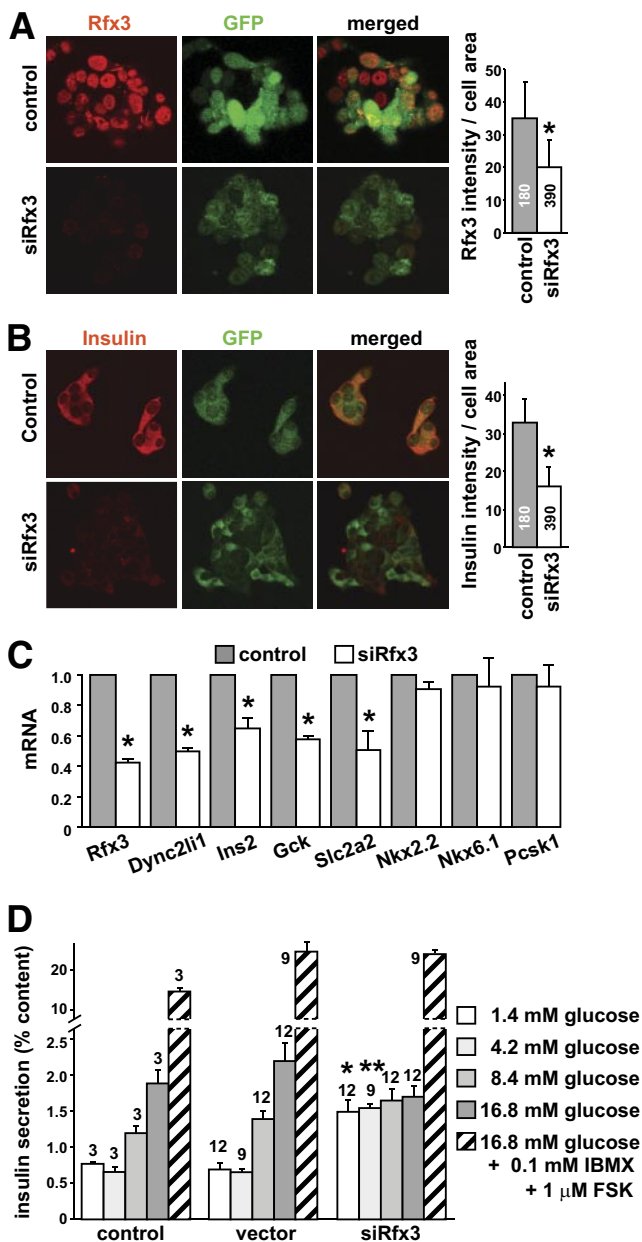 A
Rfx3 GFP merged
control
siRfx3
Rfx3 intensity / cell area
50
40
30
20
10
0
*
180
390
control
siRfx3
B
Insulin GFP merged
Control
siRfx3
Insulin intensity / cell area
40
30
20
10
0
*
180
390
control
siRfx3
C
control siRfx3
mRNA
1.0
0.8
0.6
0.4
0.2
0
* * * * *
Rfx3 Dync2li1 Ins2 Gck Slc2a2 Nkx2.2 Nkx6.1 Pcsk1
D
insulin secretion (% content)
20
10
2.5
2.0
1.5
1.0
0.5
0
3 3 3 3 3
12 9 12 12 9
* **
12 9 12 12 9
control vector siRfx3
1.4 mM glucose
4.2 mM glucose
8.4 mM glucose
16.8 mM glucose
16.8 mM glucose
+ 0.1 mM IBMX
+ 1 μM FSK